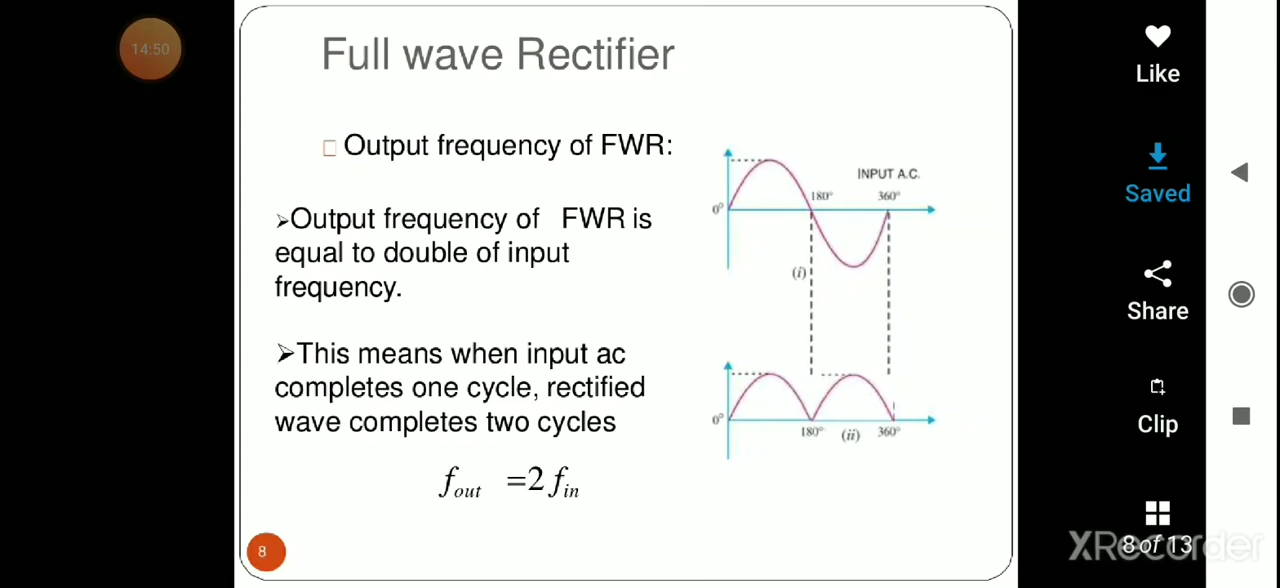 14:50
Full wave Rectifier
Output frequency of FWR:
➢Output frequency of FWR is
equal to double of input
frequency.
➢This means when input ac
completes one cycle, rectified
wave completes two cycles
f_out =2 f_in
8
INPUT A.C.
180° 360°
0°
(i)
0°
180° (ii) 360°
Like
Saved
Share
Clip
8 of 13
XRecorder